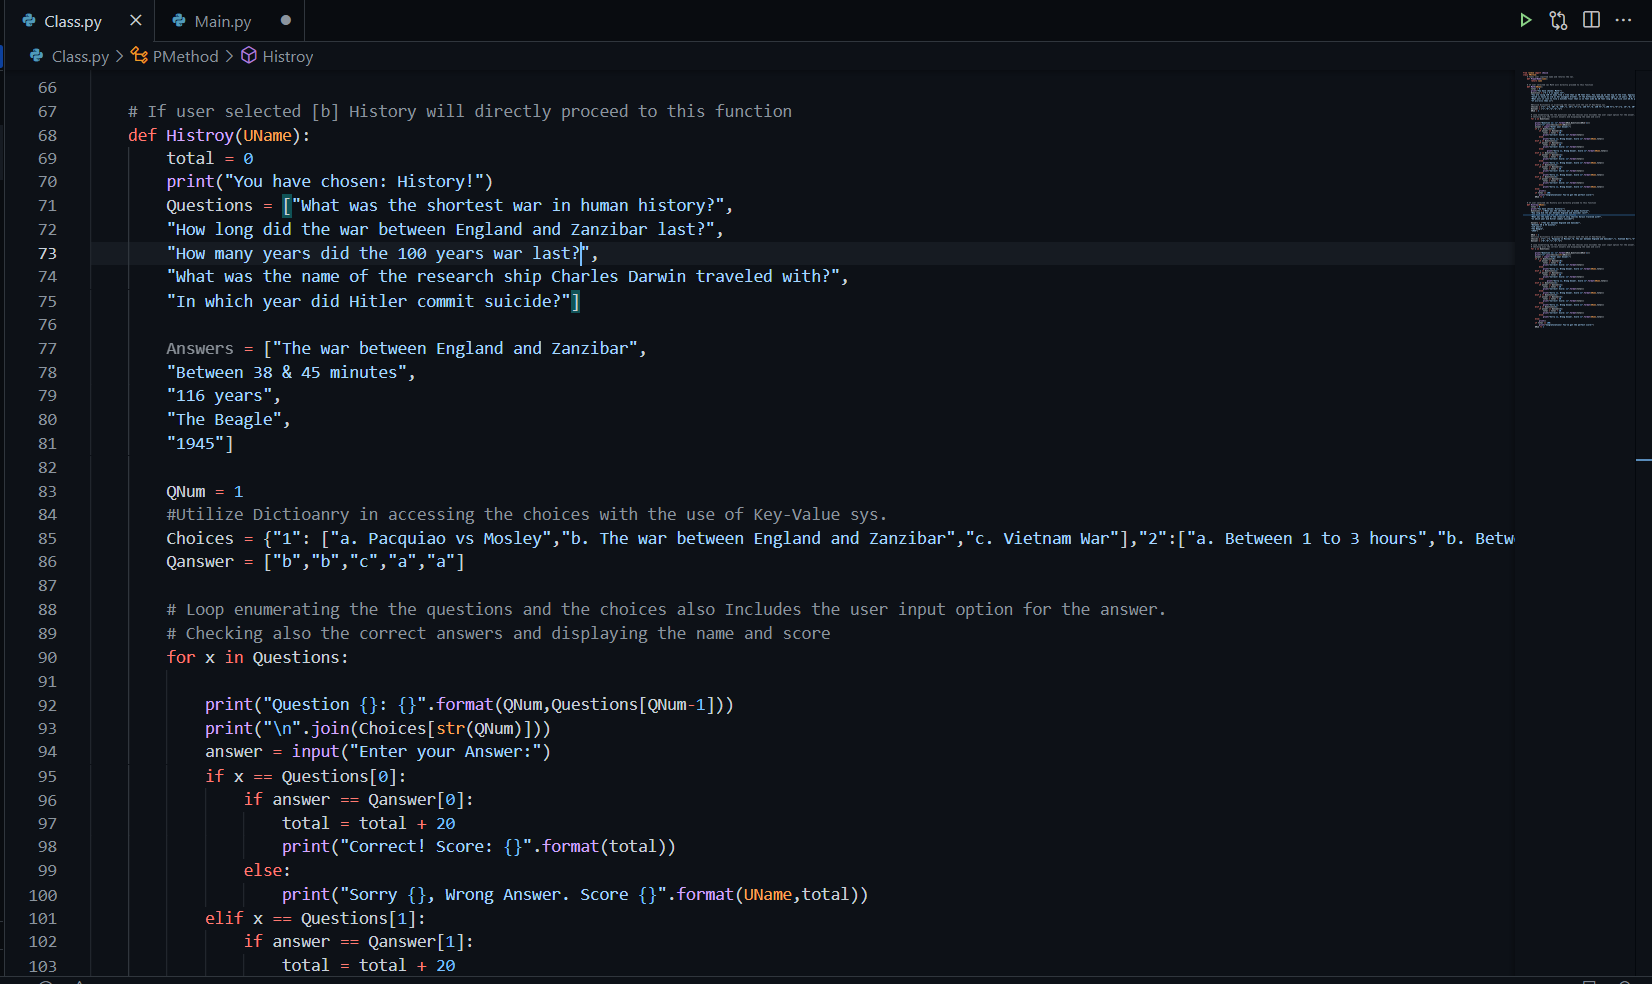 Class.py
Main.py
Class.py > PMethod > Histroy
66
67 # If user selected [b] History will directly proceed to this function
68 def Histroy(UName):
69 total = 0
70 print("You have chosen: History!")
71 Questions = ["What was the shortest war in human history?",
72 "How long did the war between England and Zanzibar last?",
73 "How many years did the 100 years war last?",
74 "What was the name of the research ship Charles Darwin traveled with?",
75 "In which year did Hitler commit suicide?"]
76
77 Answers = ["The war between England and Zanzibar",
78 "Between 38 & 45 minutes",
79 "116 years",
80 "The Beagle",
81 "1945"]
82
83 QNum = 1
84 #Utilize Dictioanry in accessing the choices with the use of Key-Value sys.
85 Choices = {"1": ["a. Pacquiao vs Mosley","b. The war between England and Zanzibar","c. Vietnam War"],"2":["a. Between 1 to 3 hours","b. Betw
86 Qanswer = ["b","b","c","a","a"]
87
88 # Loop enumerating the the questions and the choices also Includes the user input option for the answer.
89 # Checking also the correct answers and displaying the name and score
90 for x in Questions:
91
92 print("Question {}: {}".format(QNum,Questions[QNum-1]))
93 print("\n".join(Choices[str(QNum)]))
94 answer = input("Enter your Answer:")
95 if x == Questions[0]:
96 if answer == Qanswer[0]:
97 total = total + 20
98 print("Correct! Score: {}".format(total))
99 else:
100 print("Sorry {}, Wrong Answer. Score {}".format(UName,total))
101 elif x == Questions[1]:
102 if answer == Qanswer[1]:
103 total = total + 20